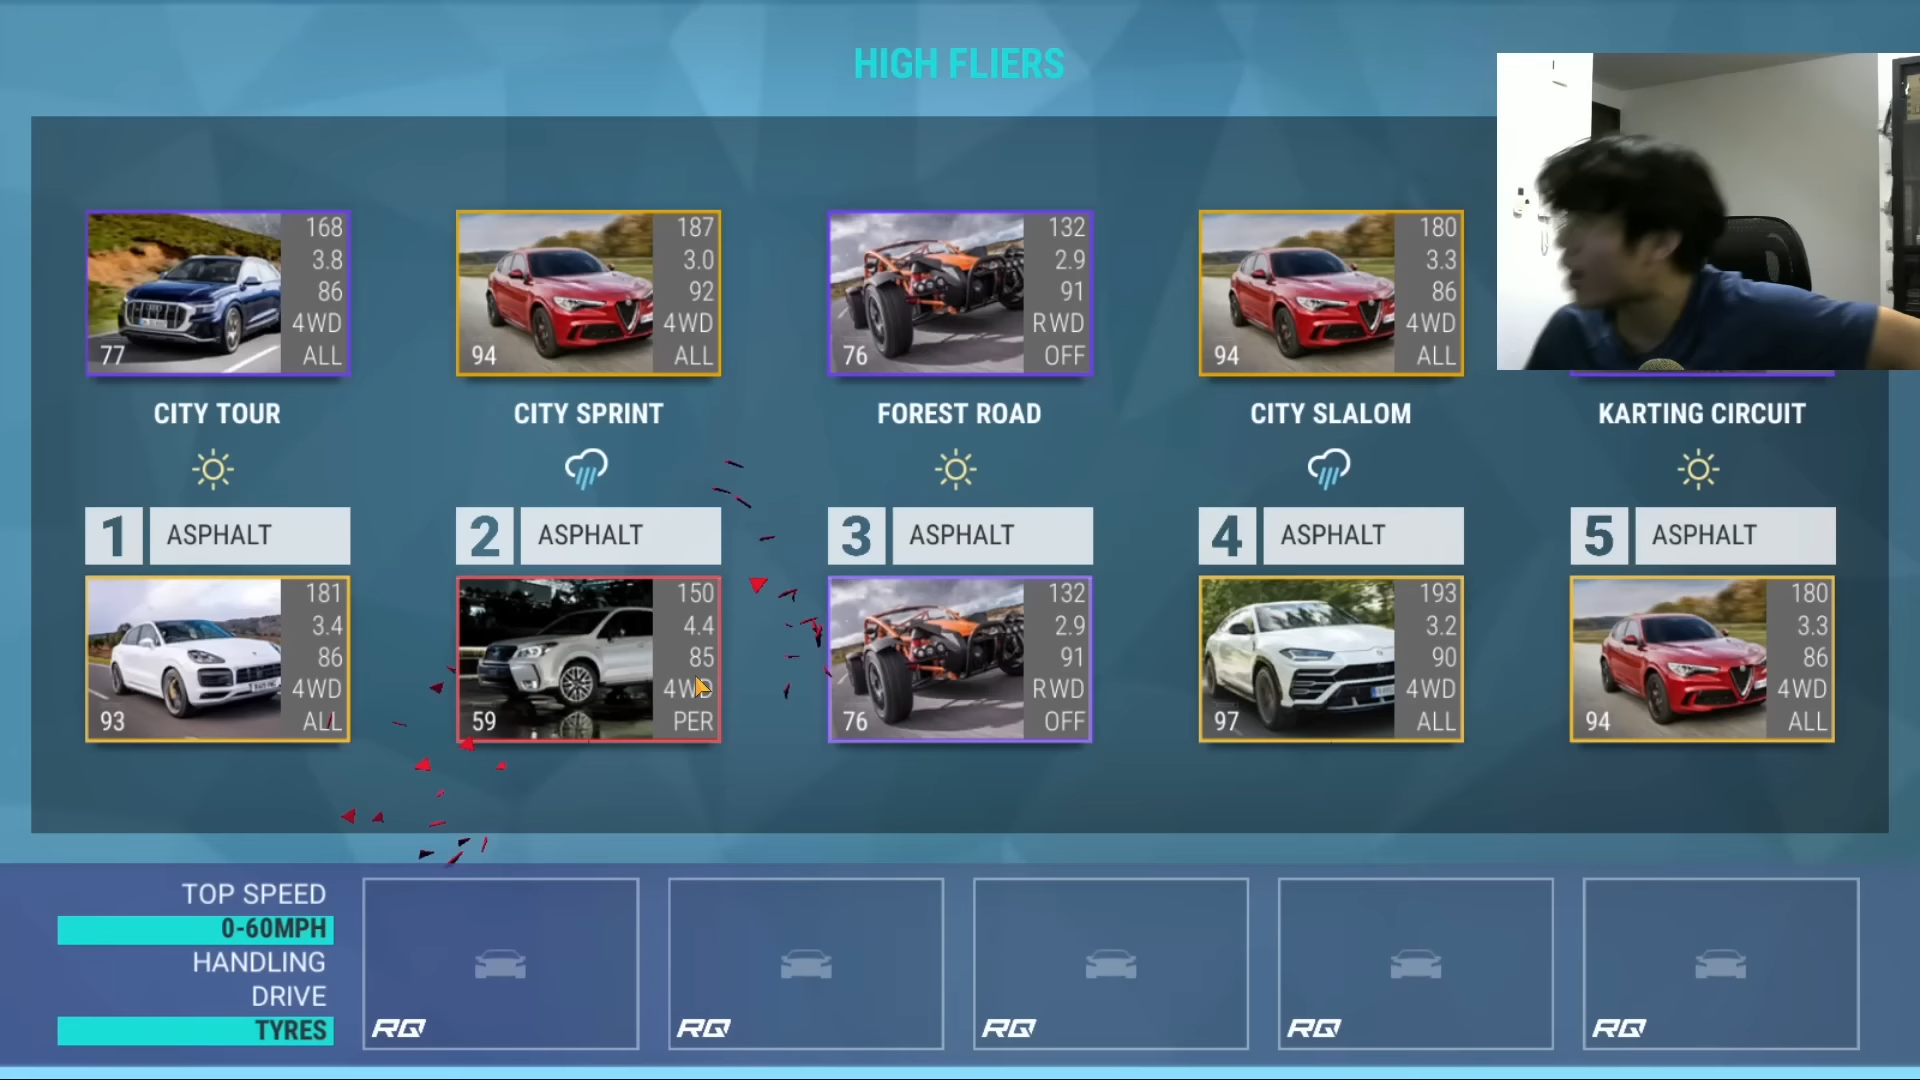 HIGH FLIERS
168
3.8
86
4WD
ALL
77
187
3.0
92
4WD
ALL
94
132
2.9
91
RWD
OFF
76
180
3.3
86
4WD
ALL
94
CITY TOUR
CITY SPRINT
FOREST ROAD
CITY SLALOM
KARTING CIRCUIT
1 ASPHALT
2 ASPHALT
3 ASPHALT
4 ASPHALT
5 ASPHALT
181
3.4
86
4WD
ALL
93
150
4.4
85
4WD
PER
59
132
2.9
91
RWD
OFF
76
193
3.2
90
4WD
ALL
97
180
3.3
86
4WD
ALL
94
TOP SPEED
0-60MPH
HANDLING
DRIVE
TYRES
RQ
RQ
RQ
RQ
RQ